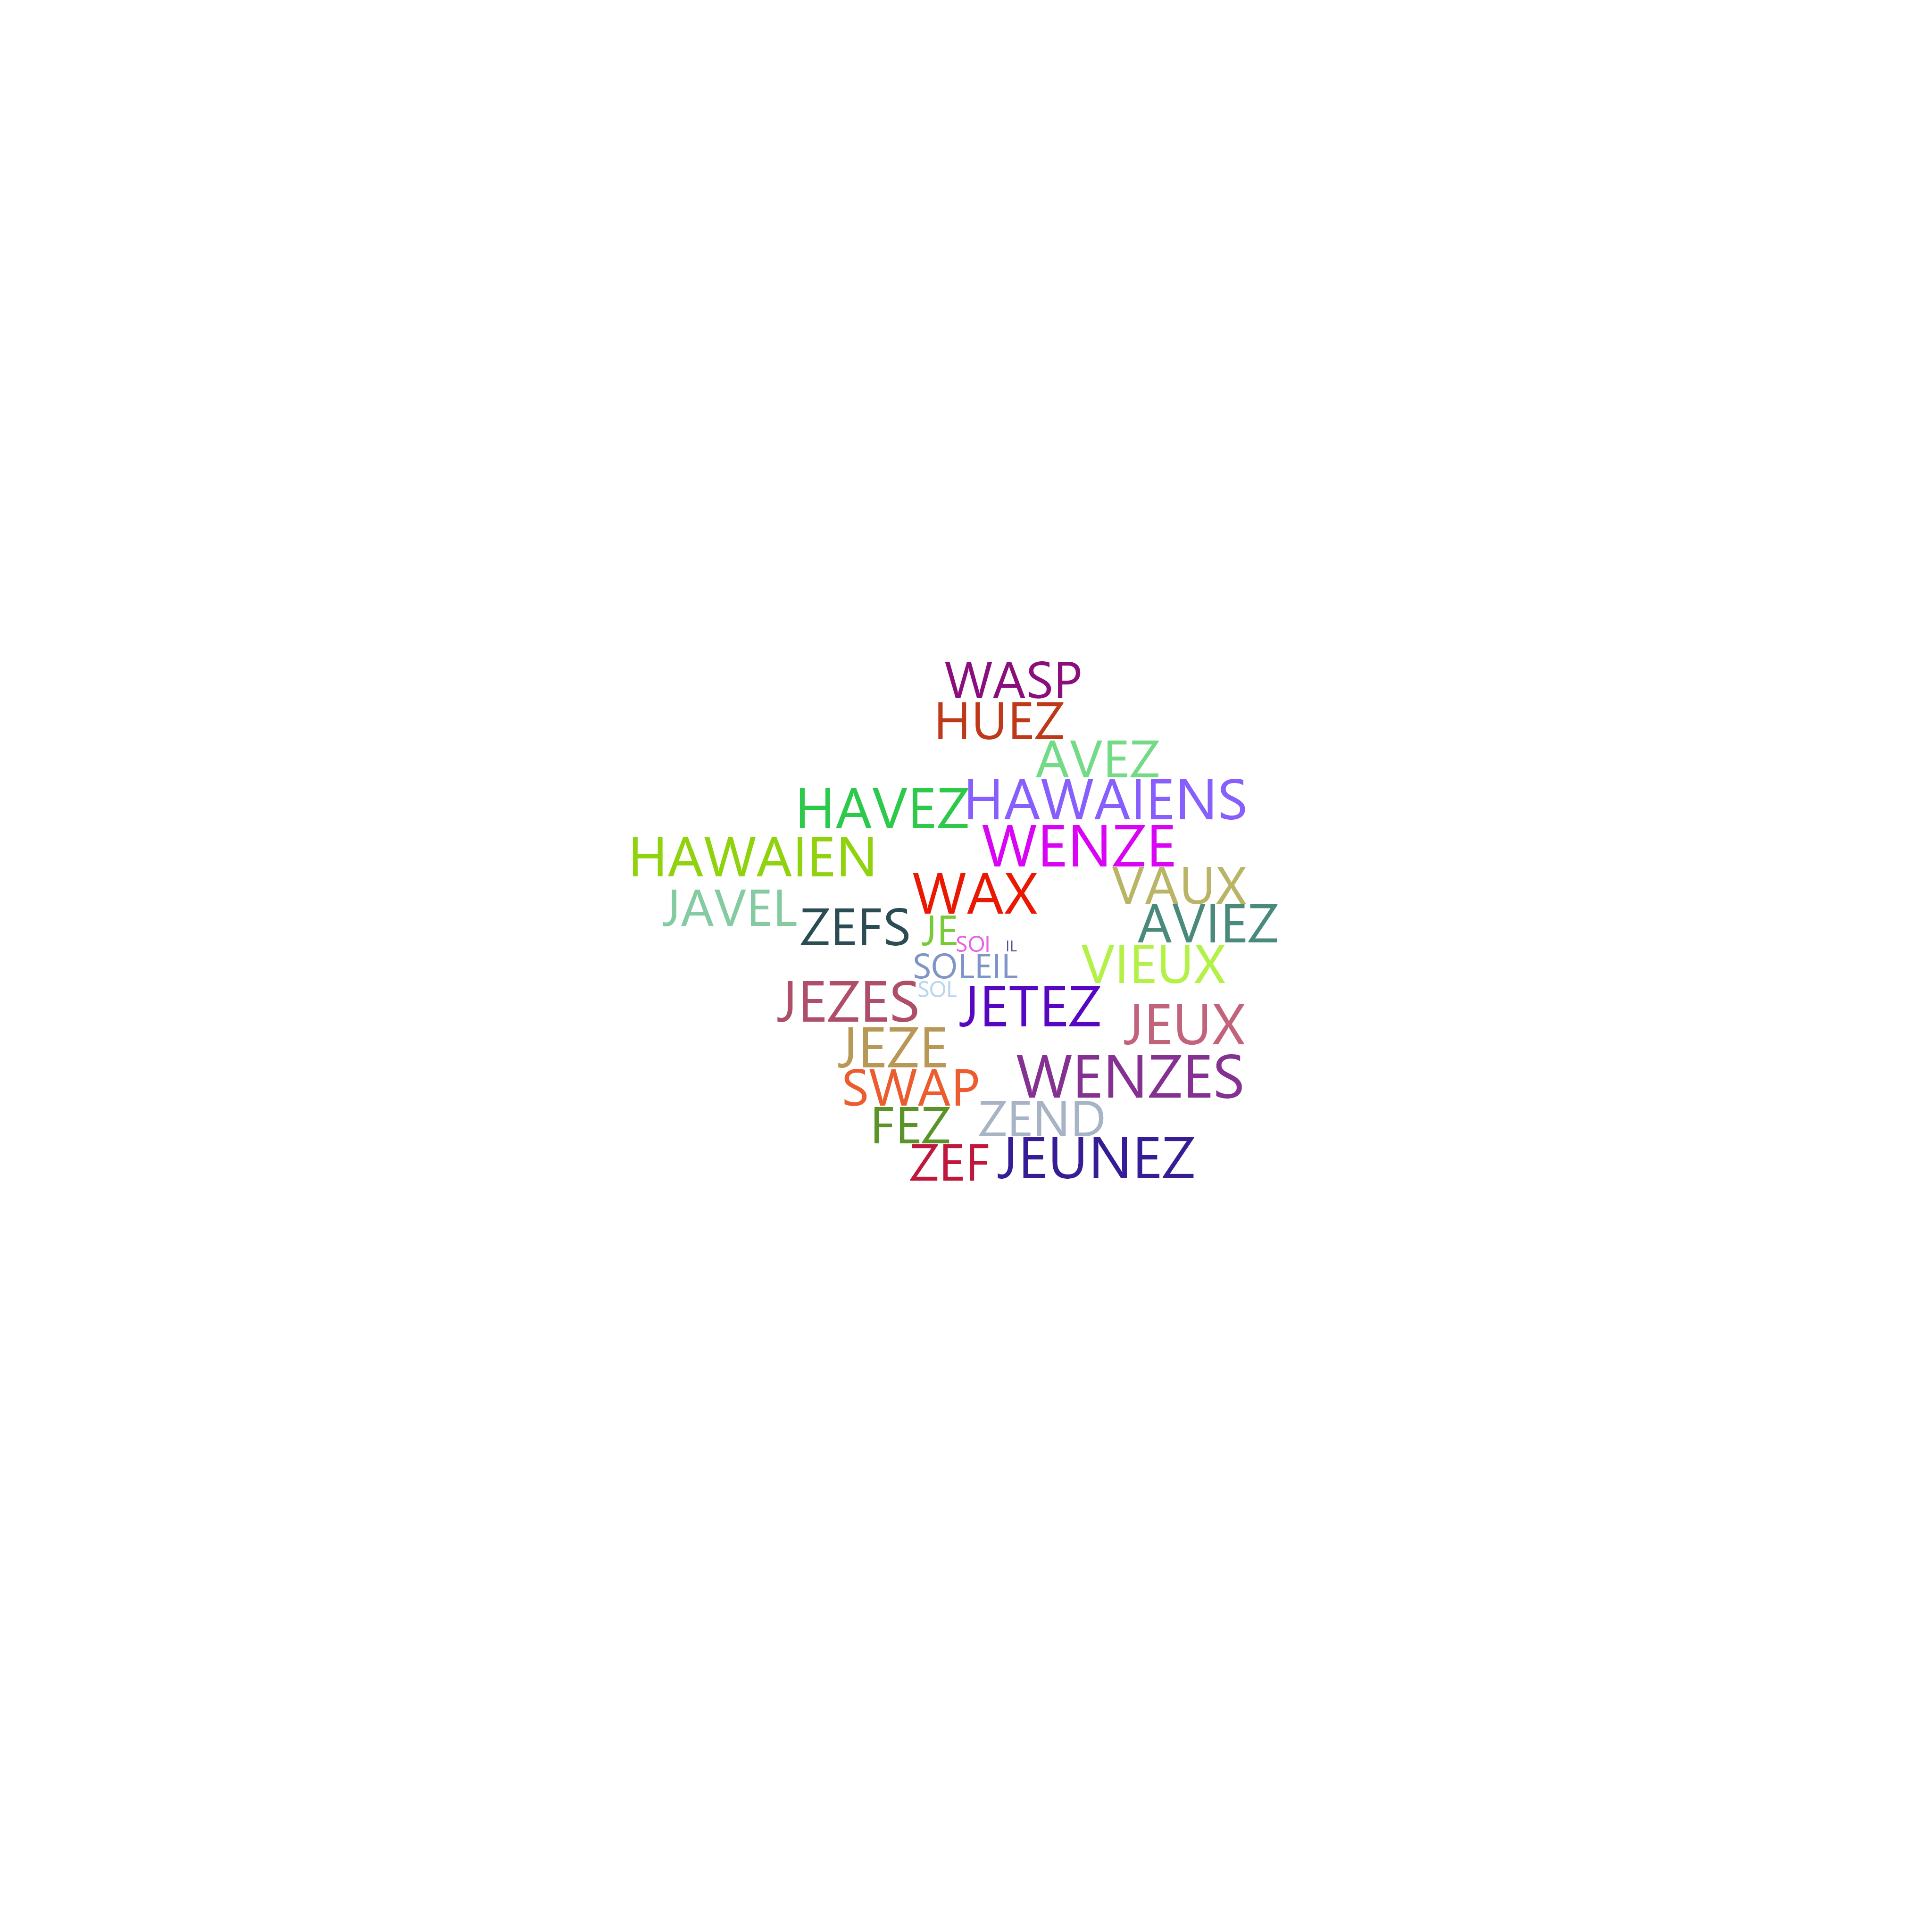 WASP
HUEZ
AVEZ
HAVEZ HAWAIENS
HAWAIEN WENZE
WAX VAUX
JAVEL ZEFS JE AVIEZ
SOI IL
SOLEIL VIEUX
JEZES SOL JETEZ JEUX
JEZE
SWAP WENZES
FEZ ZEND
ZEF JEUNEZ